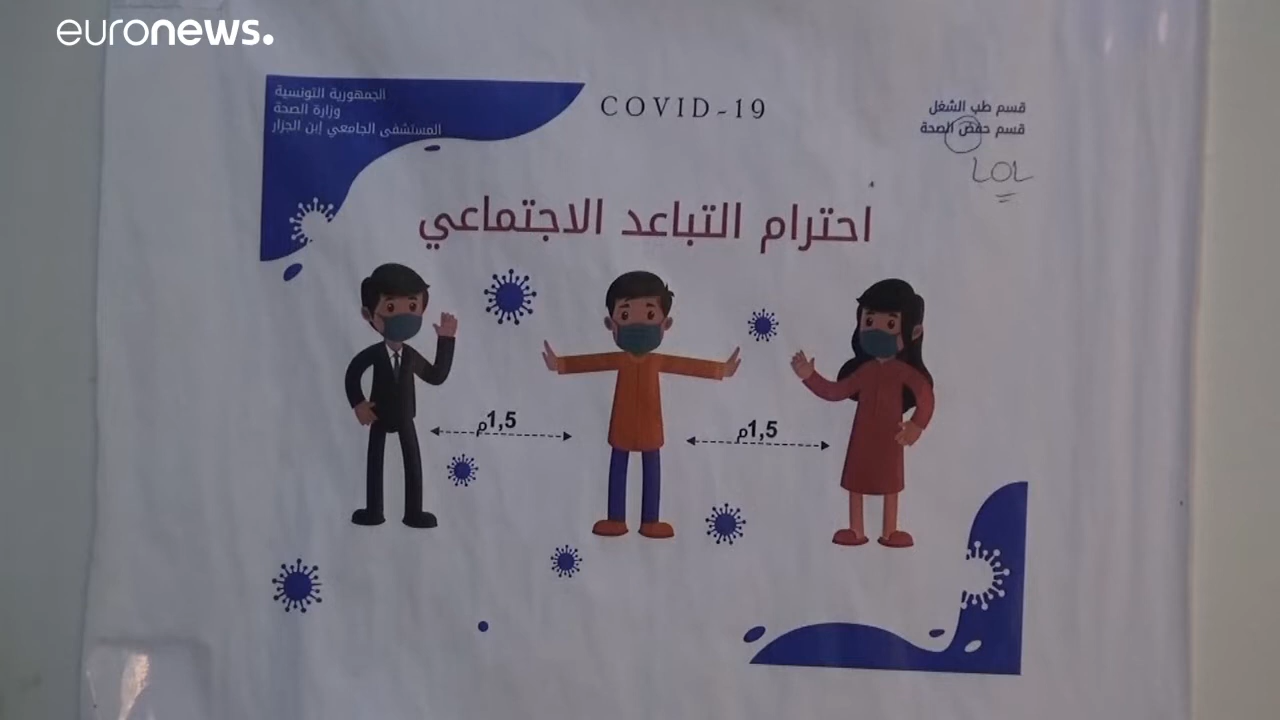 euronews.
الجمهورية التونسية
وزارة الصحة
المستشفى الجامعي إبن الجزار
COVID-19
قسم طب الشغل
قسم حفض الصحة
LOL
احترام التباعد الاجتماعي
1,5م
1,5م